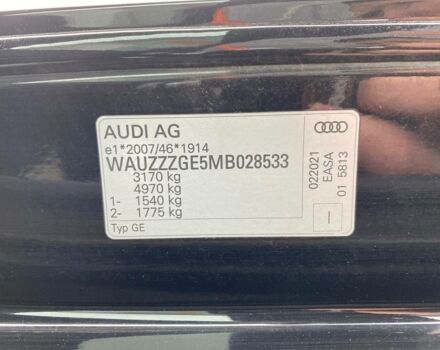 AUDI AG
e1*2007/46*1914
WAUZZZGE5MB028533
3170 kg
4970 kg
1- 1540 kg
2- 1775 kg
Typ GE
022021
EASA
01 5813